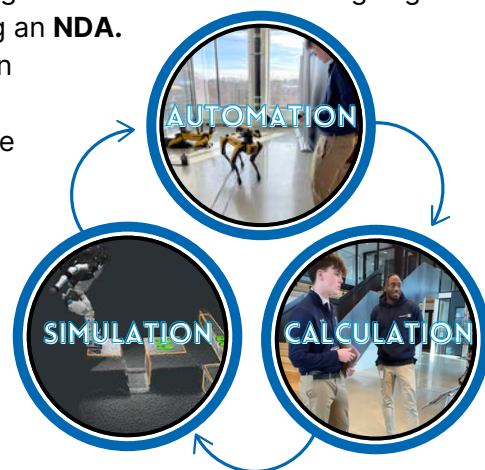 g an NDA.
n
e
AUTOMATION
SIMULATION
CALCULATION